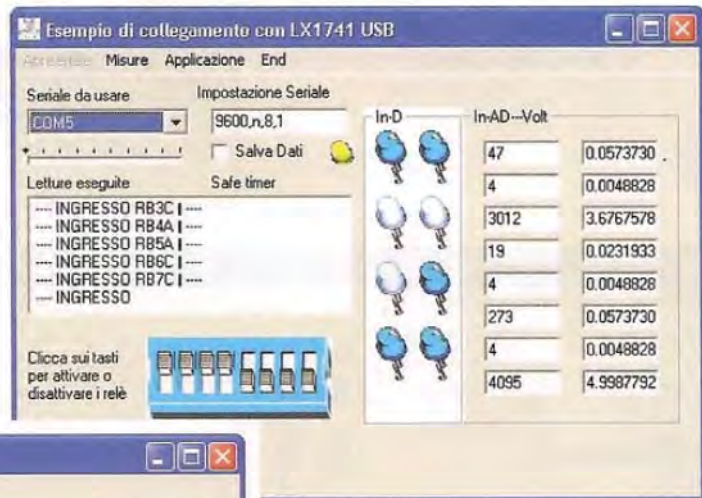 Esempio di collegamento con LX1741 USB
Misure Applicazione End
Seriale da usare
Impostazione Seriale
COM5
9600,n,8,1
Salva Dati
Letture eseguite
Safe timer
---- INGRESSO RB3C | ----
---- INGRESSO RB4A | ----
---- INGRESSO RB5A | ----
---- INGRESSO RB6C | ----
---- INGRESSO RB7C | ----
---- INGRESSO
Clicca sui tasti
per attivare o
disattivare i relè
In-D
In-AD---Volt
47 0.0573730
4 0.0048828
3012 3.6767578
19 0.0231933
4 0.0048828
273 0.0573730
4 0.0048828
4095 4.9987792